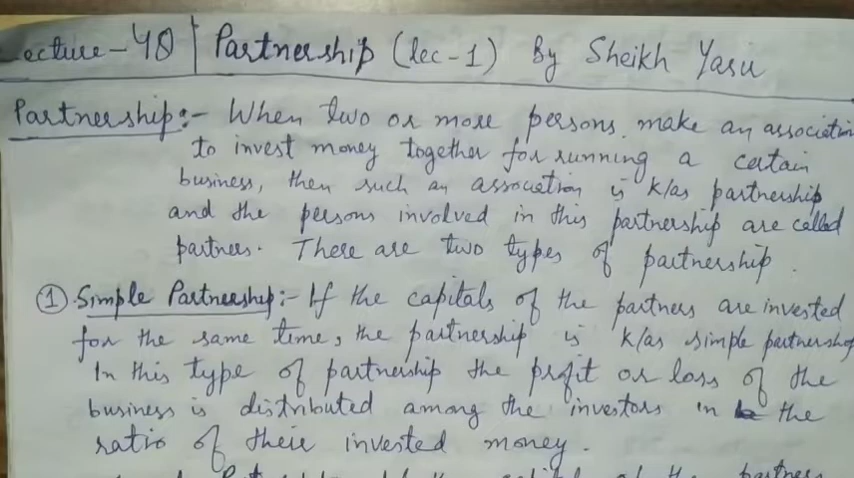 Lecture-40 | Partnership (lec-1) By Sheikh Yasir
Partnership:- When two or more persons make an association
to invest money together for running a certain
business, then such an association is k/as partnership
and the persons involved in this partnership are called
partners. There are two types of partnership.
① Simple Partnership:- If the capitals of the partners are invested
for the same time, the partnership is k/as simple partnership
In this type of partnership the profit or loss of the
business is distributed among the investors in the
ratio of their invested money.